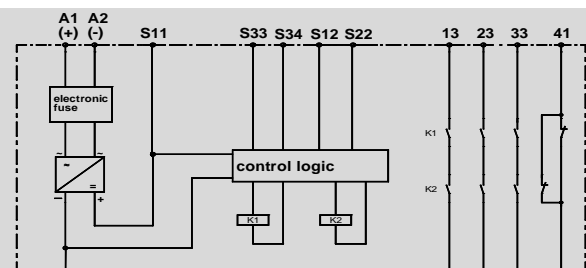 A1 A2
(+) (-) S11 S33 S34 S12 S22 13 23 33 41
electronic
fuse
~ ~
~
=
– +
control logic
K1
K2
K1 K2